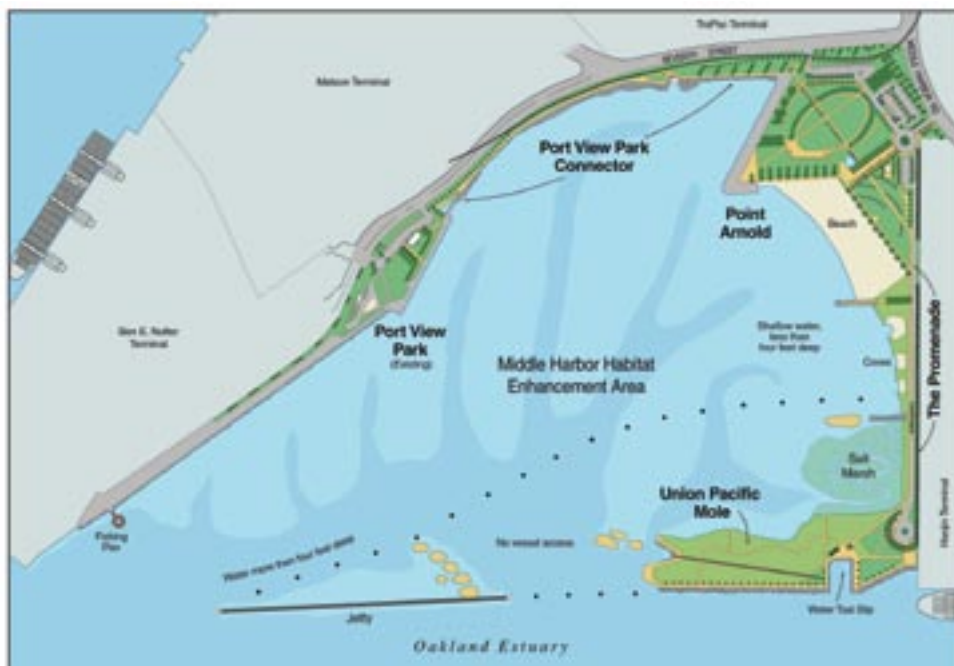 TraPac Terminal
Matson Terminal
SEVENTH STREET
Port View Park
Connector
Point
Arnold
Beach
Ben E. Nutter
Terminal
Port View
Park
(Existing)
Shallow water,
less than
four feet deep
Middle Harbor Habitat
Enhancement Area
Coves
The Promenade
Salt
Marsh
Union Pacific
Mole
Hanjin Terminal
Fishing
Pier
Water more than four feet deep
No vessel access
Water Taxi Slip
Jetty
Oakland Estuary